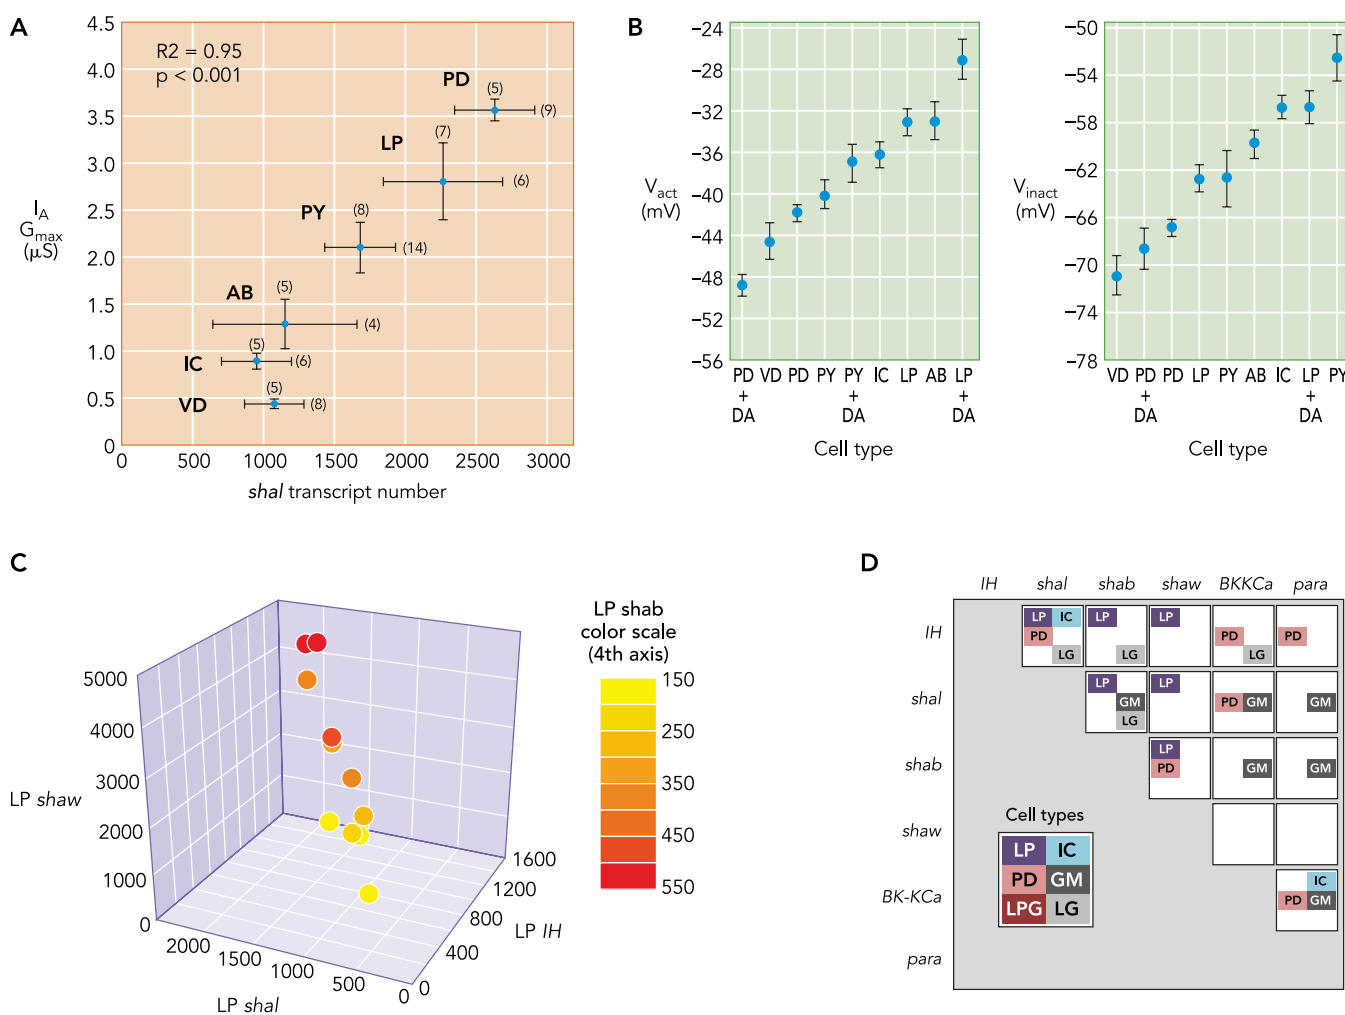 A
R2 = 0.95
p < 0.001
4.5
4.0
3.5
3.0
2.5
2.0
1.5
1.0
0.5
0
I_A
G_max
(μS)
PD
(5)
(9)
LP
(7)
(6)
PY
(8)
(14)
AB
(5)
(4)
IC
(5)
(6)
VD
(5)
(8)
0 500 1000 1500 2000 2500 3000
shal transcript number
B
−24
−28
−32
−36
−40
−44
−48
−52
−56
V_act
(mV)
PD + DA VD PD PY PY + DA IC LP AB LP + DA
Cell type
−50
−54
−58
−62
−66
−70
−74
−78
V_inact
(mV)
VD PD + DA PD LP PY AB IC LP + DA PY
Cell type
C
5000
4000
3000
2000
1000
0
LP shaw
2000 1500 1000 500 0
LP shal
0 400 800 1200 1600
LP IH
LP shab
color scale
(4th axis)
150
250
350
450
550
D
IH shal shab shaw BKKCa para
IH
LP IC
PD
LG
LP
LG
LP
PD
LG
PD
shal
LP
GM
LG
LP
PD GM
GM
shab
LP
PD
GM
GM
shaw
BK-KCa
IC
PD GM
para
Cell types
LP IC
PD GM
LPG LG